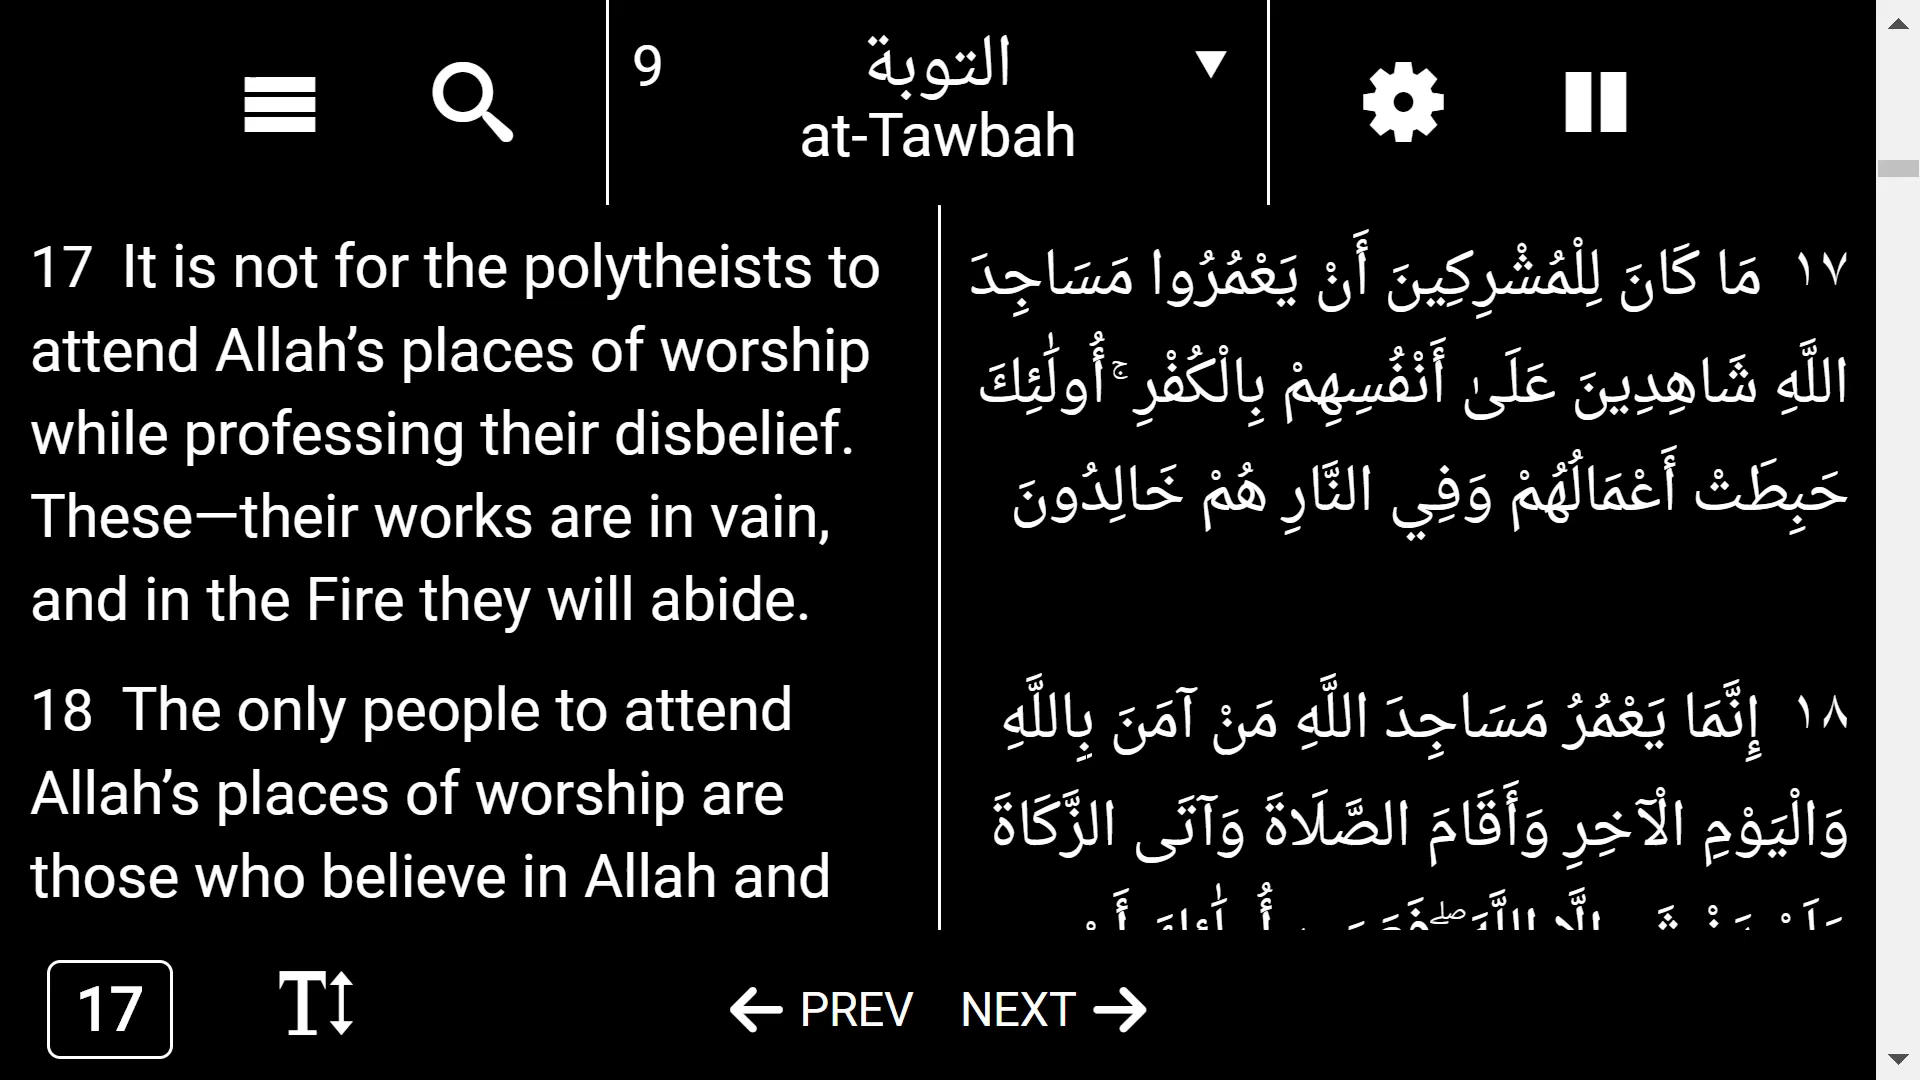 9
التوبة
at-Tawbah
17 It is not for the polytheists to
attend Allah’s places of worship
while professing their disbelief.
These—their works are in vain,
and in the Fire they will abide.
18 The only people to attend
Allah’s places of worship are
those who believe in Allah and
١٧ مَا كَانَ لِلْمُشْرِكِينَ أَنْ يَعْمُرُوا مَسَاجِدَ
اللَّهِ شَاهِدِينَ عَلَىٰ أَنْفُسِهِمْ بِالْكُفْرِ ۚ أُولَٰئِكَ
حَبِطَتْ أَعْمَالُهُمْ وَفِي النَّارِ هُمْ خَالِدُونَ
١٨ إِنَّمَا يَعْمُرُ مَسَاجِدَ اللَّهِ مَنْ آمَنَ بِاللَّهِ
وَالْيَوْمِ الْآخِرِ وَأَقَامَ الصَّلَاةَ وَآتَى الزَّكَاةَ
17
PREV NEXT